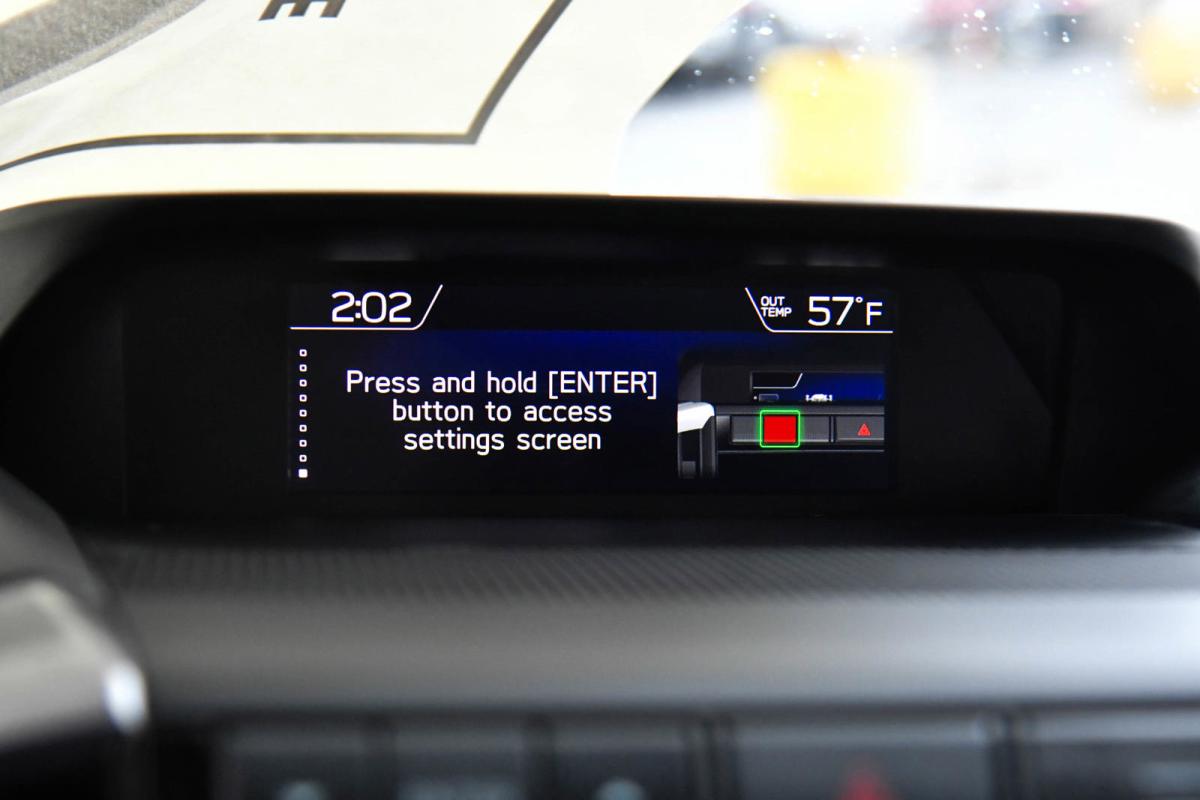 2:02
OUT
TEMP
57°F
Press and hold [ENTER]
button to access
settings screen